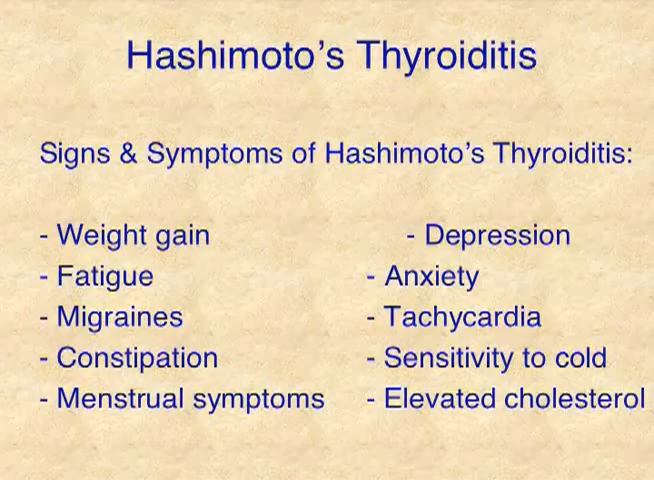 Hashimoto's Thyroiditis
Signs & Symptoms of Hashimoto's Thyroiditis:
- Weight gain - Depression
- Fatigue - Anxiety
- Migraines - Tachycardia
- Constipation - Sensitivity to cold
- Menstrual symptoms - Elevated cholesterol